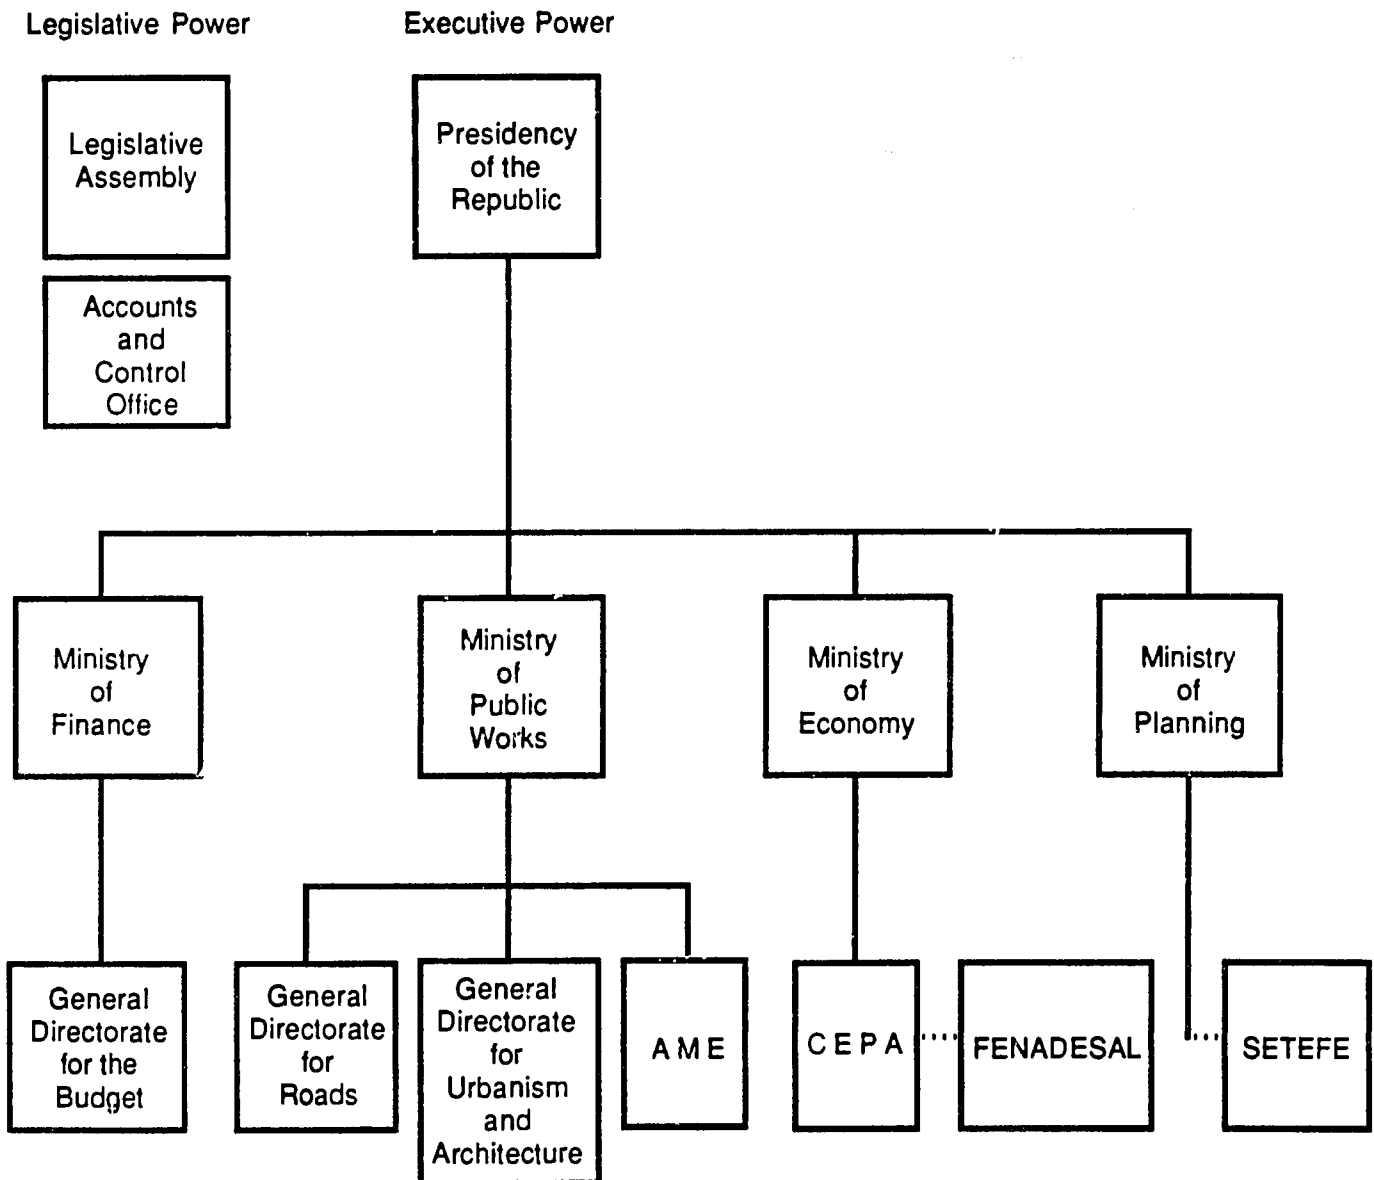 Legislative Power
Executive Power
Legislative
Assembly
Presidency
of the
Republic
Accounts
and
Control
Office
Ministry
of
Finance
Ministry
of
Public
Works
Ministry
of
Economy
Ministry
of
Planning
General
Directorate
for the
Budget
General
Directorate
for
Roads
General
Directorate
for
Urbanism
and
Architecture
A M E
C E P A
FENADESAL
SETEFE